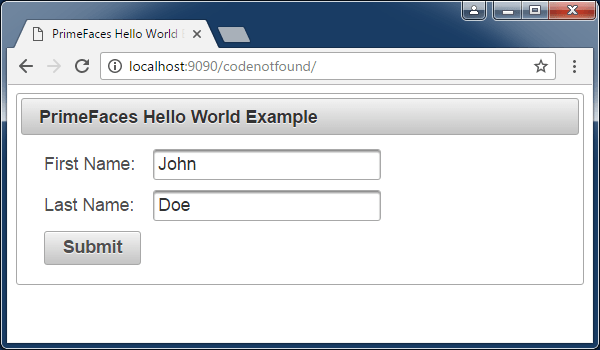 PrimeFaces Hello World
localhost:9090/codenotfound/
PrimeFaces Hello World Example
First Name: John
Last Name: Doe
Submit